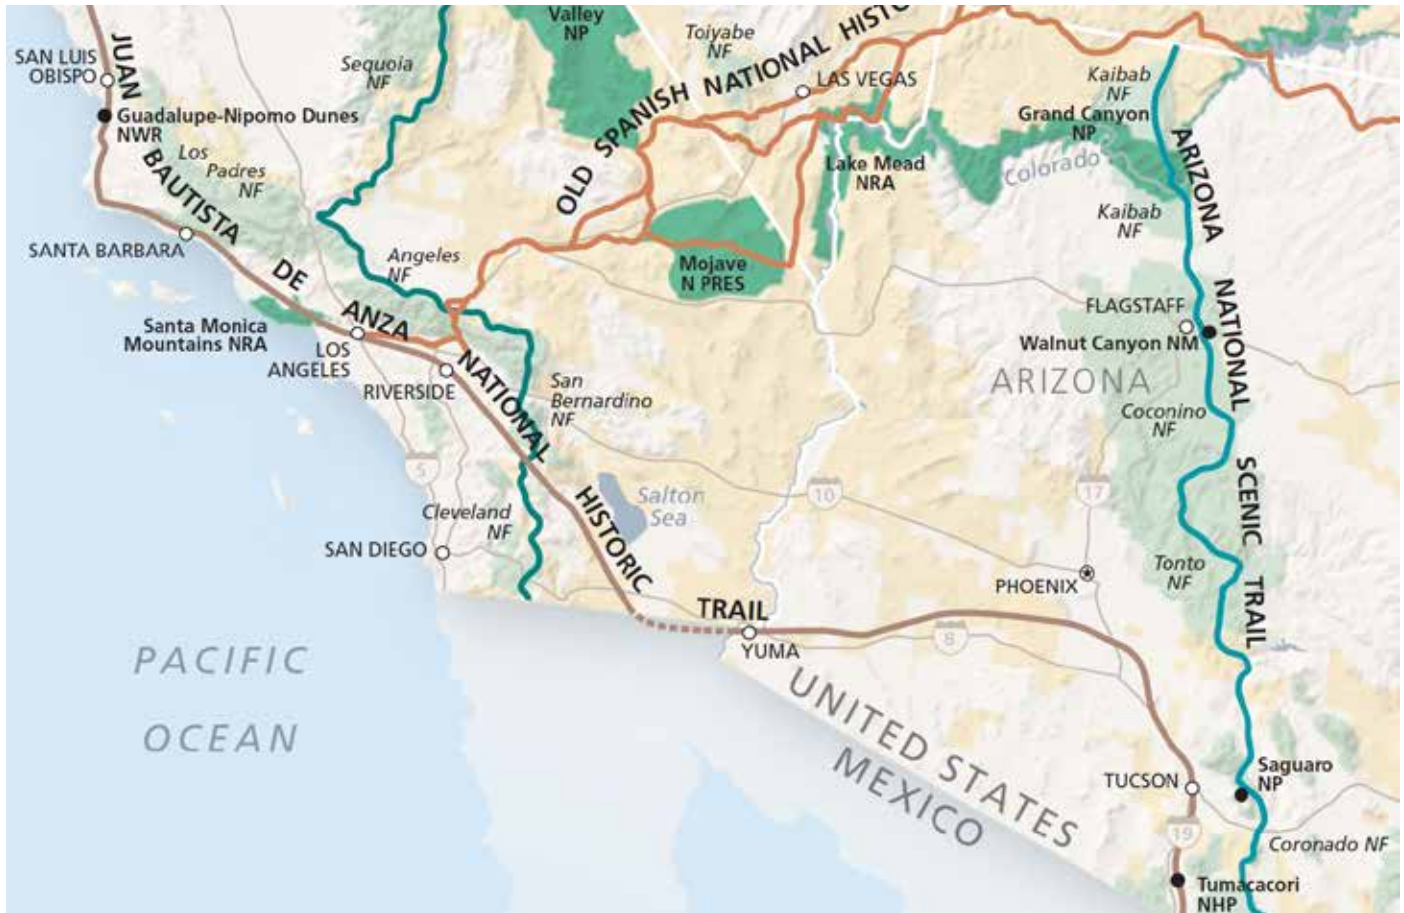 Valley
NP
Toiyabe
NF
SAN LUIS
OBISPO
Sequoia
NF
LAS VEGAS
Kaibab
NF
Guadalupe-Nipomo Dunes
NWR
Grand Canyon
NP
Los
Padres
NF
Lake Mead
NRA
Colorado
Kaibab
NF
SANTA BARBARA
Angeles
NF
Mojave
N PRES
FLAGSTAFF
Santa Monica
Mountains NRA
Walnut Canyon NM
LOS
ANGELES
RIVERSIDE
San
Bernardino
NF
ARIZONA
Coconino
NF
5
10
17
Salton
Sea
Cleveland
NF
SAN DIEGO
PHOENIX
Tonto
NF
JUAN BAUTISTA DE ANZA NATIONAL HISTORIC TRAIL
OLD SPANISH NATIONAL HISTO
ARIZONA NATIONAL SCENIC TRAIL
YUMA
8
PACIFIC
OCEAN
UNITED STATES
MEXICO
TUCSON
Saguaro
NP
19
Coronado NF
Tumacacori
NHP